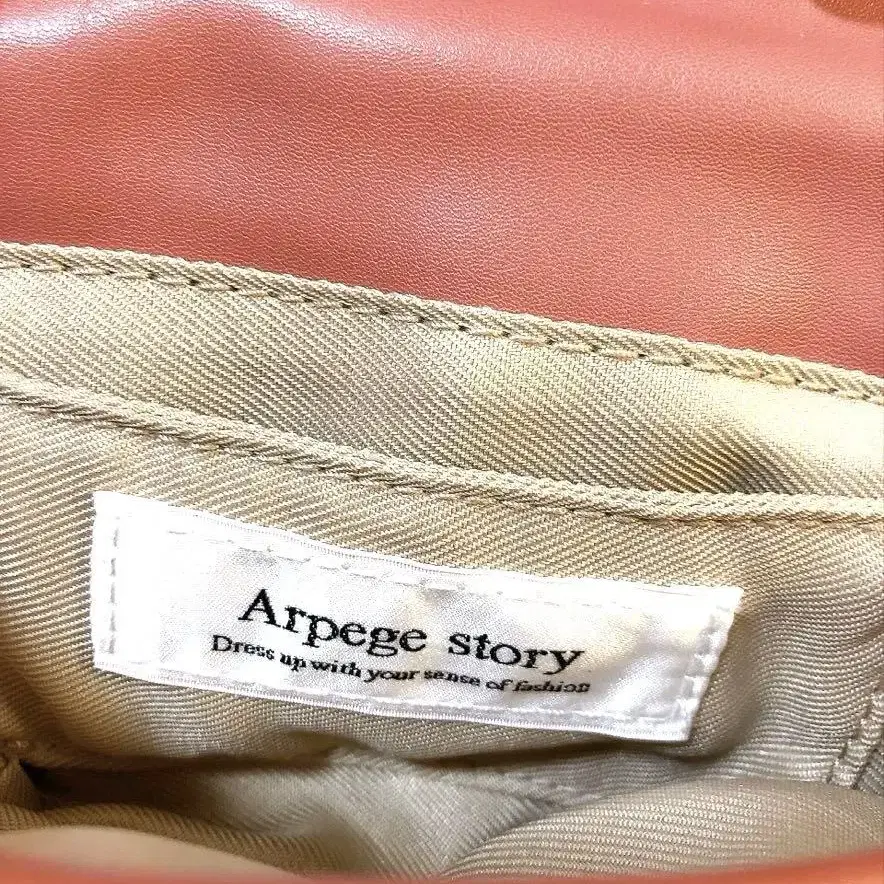 Arpege story
Dress up with your sense of fashion